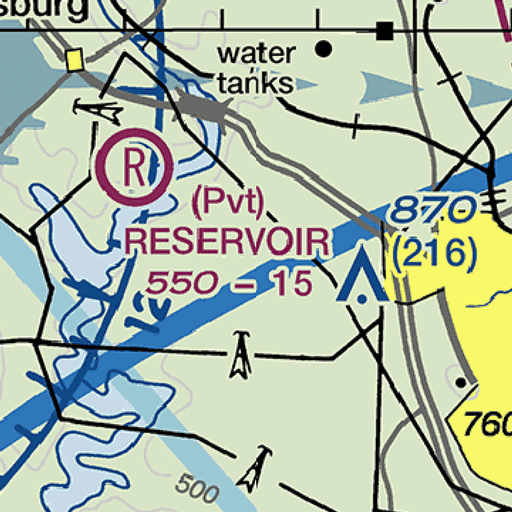 sburg
water
tanks
R
(Pvt)
RESERVOIR
550 - 15
870
(216)
760
500